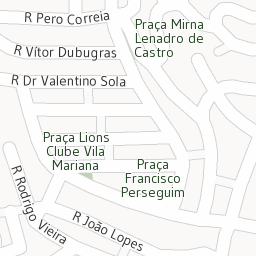 R Pero Correia
Praça Mirna
Lenadro de
Castro
R Vítor Dubugras
R Dr Valentino Sola
Praça Lions
Clube Vila
Mariana
Praça
Francisco
Perseguim
R Rodrigo Vieira
R João Lopes